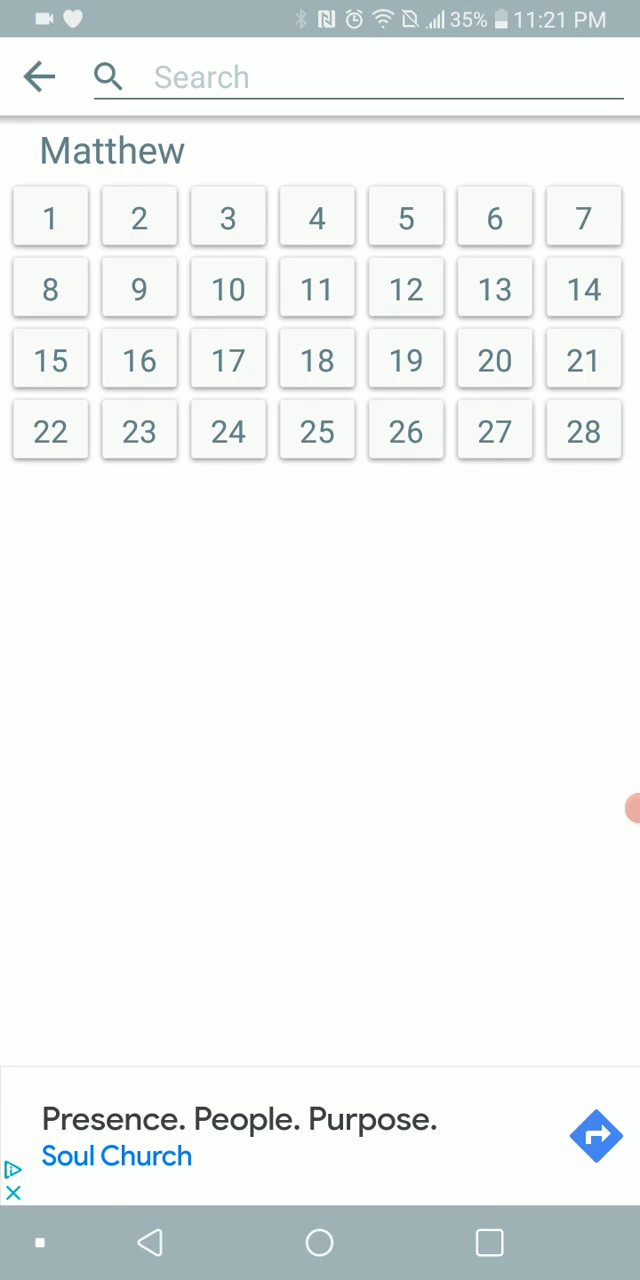 35% 11:21 PM
Search
Matthew
1 2 3 4 5 6 7
8 9 10 11 12 13 14
15 16 17 18 19 20 21
22 23 24 25 26 27 28
Presence. People. Purpose.
Soul Church